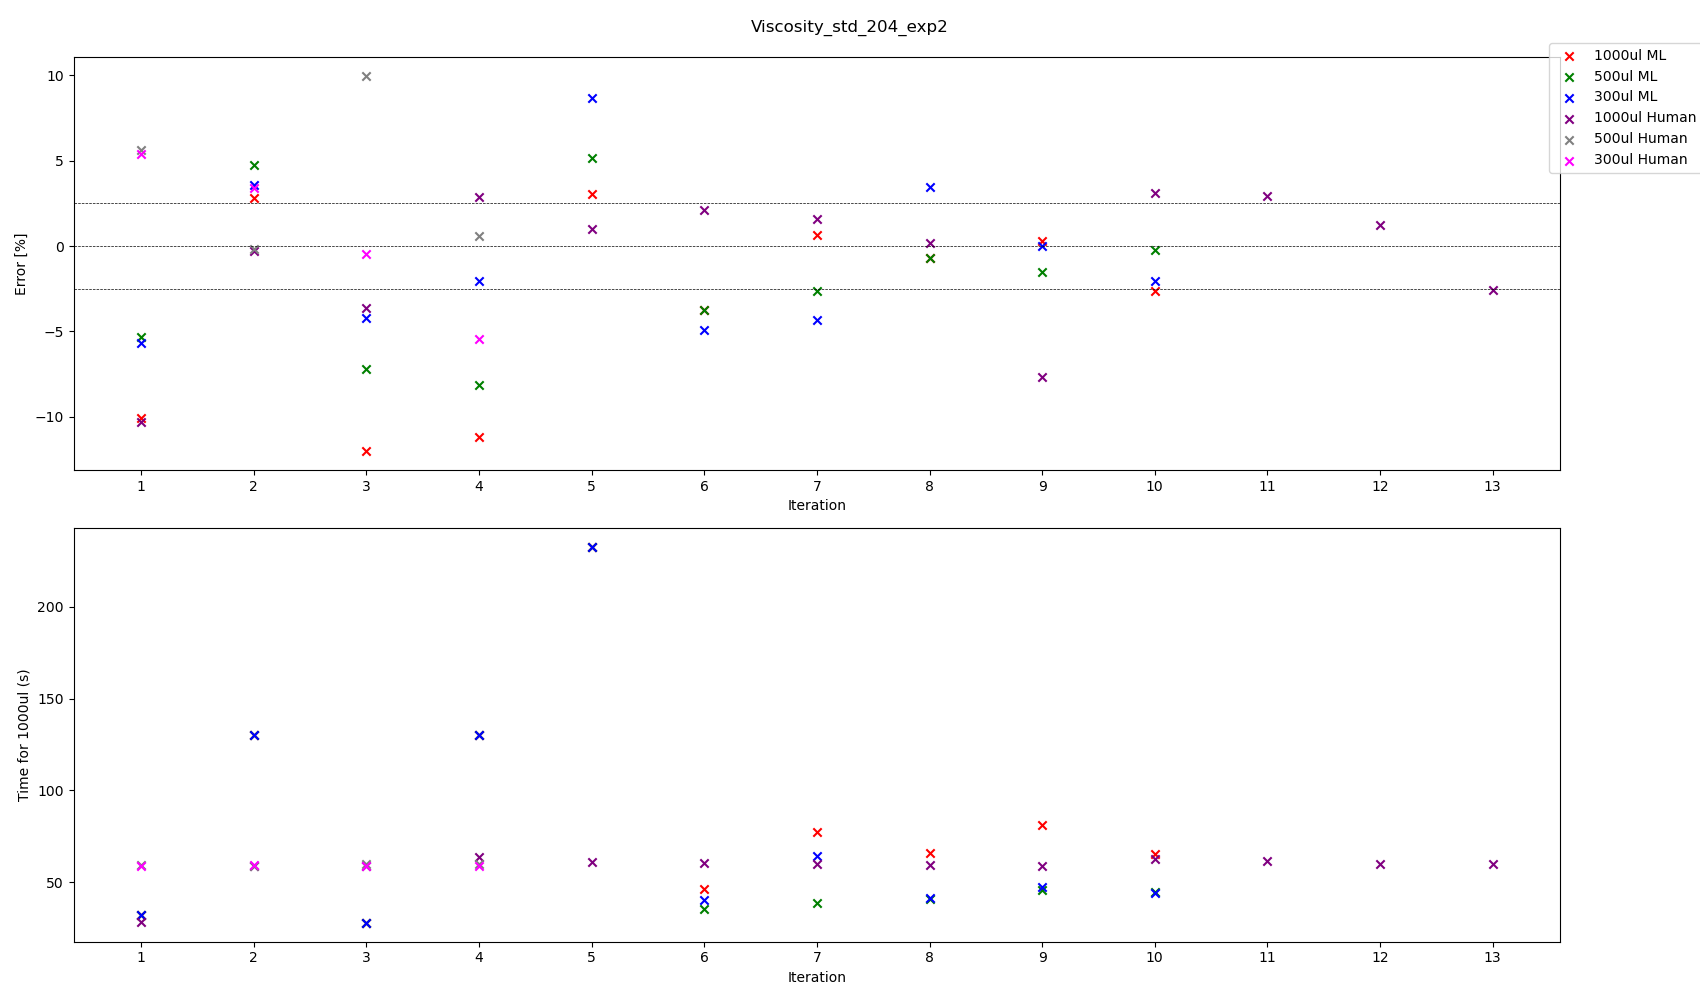 Viscosity_std_204_exp2
1000ul ML
500ul ML
300ul ML
1000ul Human
500ul Human
300ul Human
10
5
0
−5
−10
Error [%]
1 2 3 4 5 6 7 8 9 10 11 12 13
Iteration
200
150
100
50
Time for 1000ul (s)
1 2 3 4 5 6 7 8 9 10 11 12 13
Iteration